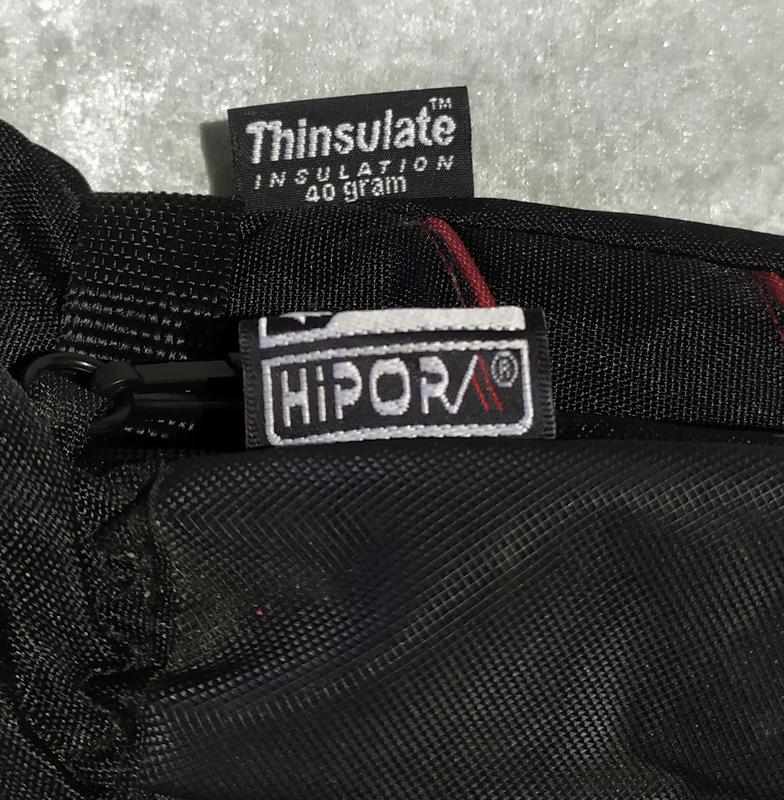 Thinsulate™
INSULATION
40 gram
HiPORA®